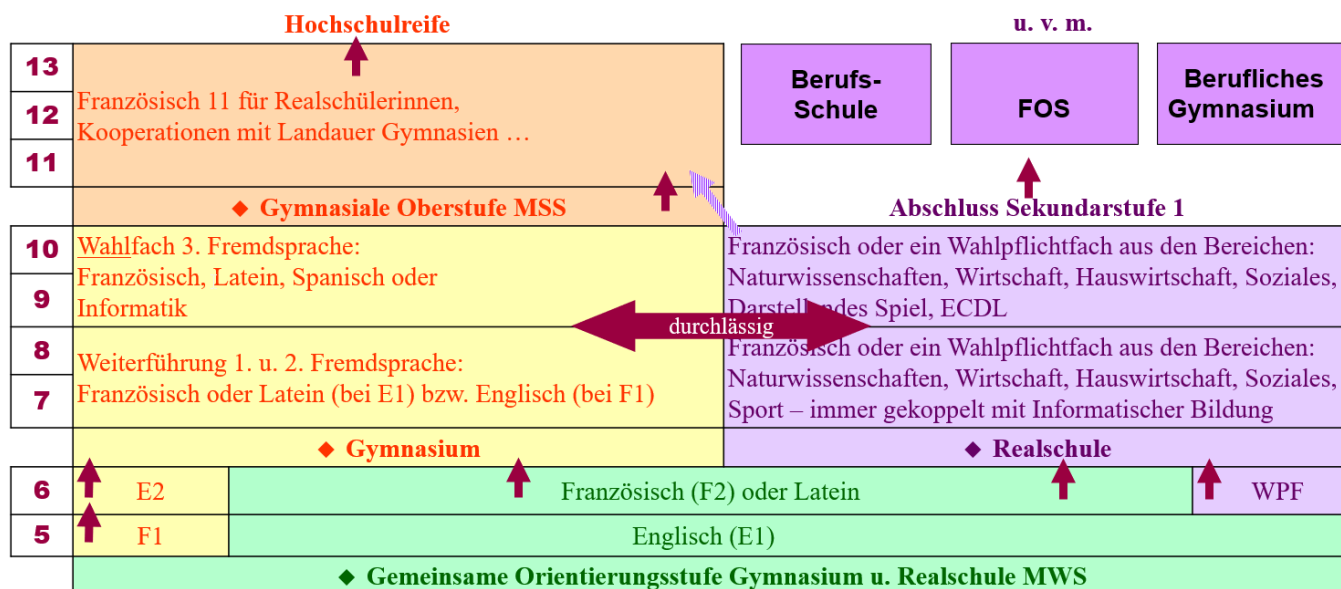 Hochschulreife
u. v. m.
13
12
11
Französisch 11 für Realschülerinnen,
Kooperationen mit Landauer Gymnasien …
Berufs-
Schule
FOS
Berufliches
Gymnasium
◆ Gymnasiale Oberstufe MSS
Abschluss Sekundarstufe 1
10
9
Wahlfach 3. Fremdsprache:
Französisch, Latein, Spanisch oder
Informatik
Französisch oder ein Wahlpflichtfach aus den Bereichen:
Naturwissenschaften, Wirtschaft, Hauswirtschaft, Soziales,
Darstellendes Spiel, ECDL
durchlässig
8
7
Weiterführung 1. u. 2. Fremdsprache:
Französisch oder Latein (bei E1) bzw. Englisch (bei F1)
Französisch oder ein Wahlpflichtfach aus den Bereichen:
Naturwissenschaften, Wirtschaft, Hauswirtschaft, Soziales,
Sport – immer gekoppelt mit Informatischer Bildung
◆ Gymnasium
◆ Realschule
6
E2
Französisch (F2) oder Latein
WPF
5
F1
Englisch (E1)
◆ Gemeinsame Orientierungsstufe Gymnasium u. Realschule MWS